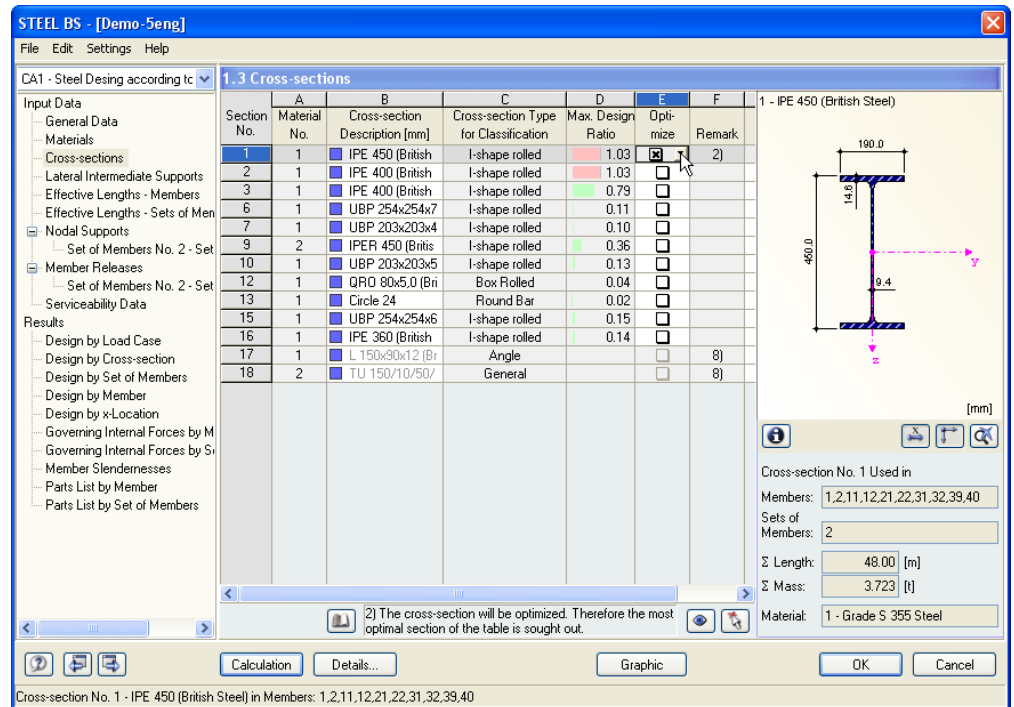 STEEL BS - [Demo-5eng]
File Edit Settings Help
CA1 - Steel Desing according tc
1.3 Cross-sections
Input Data
General Data
Materials
Cross-sections
Lateral Intermediate Supports
Effective Lengths - Members
Effective Lengths - Sets of Men
Nodal Supports
Set of Members No. 2 - Set
Member Releases
Set of Members No. 2 - Set
Serviceability Data
Results
Design by Load Case
Design by Cross-section
Design by Set of Members
Design by Member
Design by x-Location
Governing Internal Forces by M
Governing Internal Forces by S
Member Slendernesses
Parts List by Member
Parts List by Set of Members
A B C D E F
Section Material Cross-section Cross-section Type Max. Design Opti-
No. No. Description [mm] for Classification Ratio mize Remark
1 1 IPE 450 (British I-shape rolled 1.03 2)
2 1 IPE 400 (British I-shape rolled 1.03
3 1 IPE 400 (British I-shape rolled 0.79
6 1 UBP 254x254x7 I-shape rolled 0.11
7 1 UBP 203x203x4 I-shape rolled 0.10
9 2 IPER 450 (Britis I-shape rolled 0.36
10 1 UBP 203x203x5 I-shape rolled 0.13
12 1 QRO 80x5,0 (Bri Box Rolled 0.04
13 1 Circle 24 Round Bar 0.02
15 1 UBP 254x254x6 I-shape rolled 0.15
16 1 IPE 360 (British I-shape rolled 0.14
17 1 L 150x90x12 (Br Angle 8)
18 2 TU 150/10/50/ General 8)
2) The cross-section will be optimized. Therefore the most
optimal section of the table is sought out.
1 - IPE 450 (British Steel)
190.0
14.6
450.0
y
9.4
z
[mm]
Cross-section No. 1 Used in
Members: 1,2,11,12,21,22,31,32,39,40
Sets of
Members: 2
Σ Length: 48.00 [m]
Σ Mass: 3.723 [t]
Material: 1 - Grade S 355 Steel
Calculation Details... Graphic OK Cancel
Cross-section No. 1 - IPE 450 (British Steel) in Members: 1,2,11,12,21,22,31,32,39,40